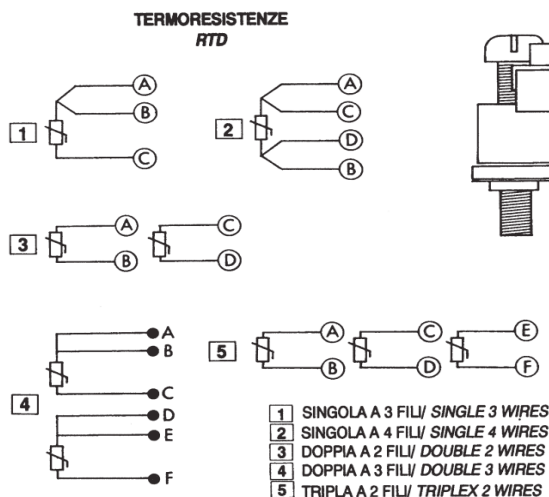 TERMORESISTENZE
RTD
A
B
1
C
A
C
2
D
B
A
3
B
C
D
A
B
4
C
D
E
F
5
A
B
C
D
E
F
1 SINGOLA A 3 FILI/ SINGLE 3 WIRES
2 SINGOLA A 4 FILI/ SINGLE 4 WIRES
3 DOPPIA A 2 FILI/ DOUBLE 2 WIRES
4 DOPPIA A 3 FILI/ DOUBLE 3 WIRES
5 TRIPLA A 2 FILI/ TRIPLEX 2 WIRES